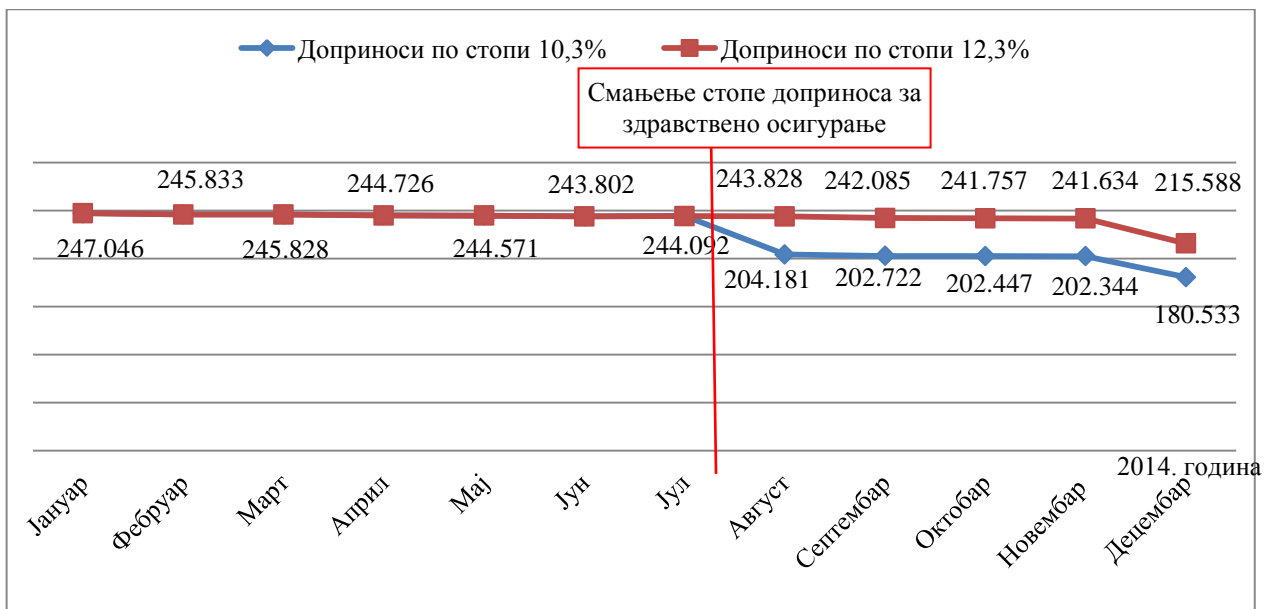 Доприноси по стопи 10,3% Доприноси по стопи 12,3%
Смањење стопе доприноса за
здравствено осигурање
245.833 244.726 243.802 243.828 242.085 241.757 241.634 215.588
247.046 245.828 244.571 244.092
204.181 202.722 202.447 202.344
180.533
2014. година
Јануар Фебруар Март Април Мај Јун Јул Август Септембар Октобар Новембар Децембар